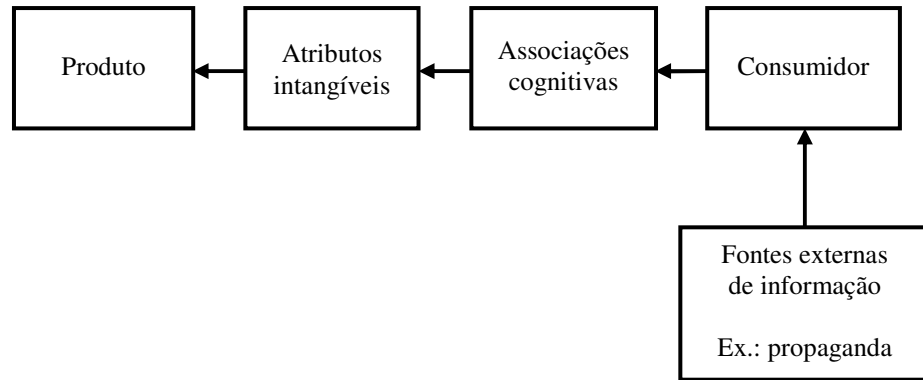 Produto
Atributos
intangíveis
Associações
cognitivas
Consumidor
Fontes externas
de informação
Ex.: propaganda